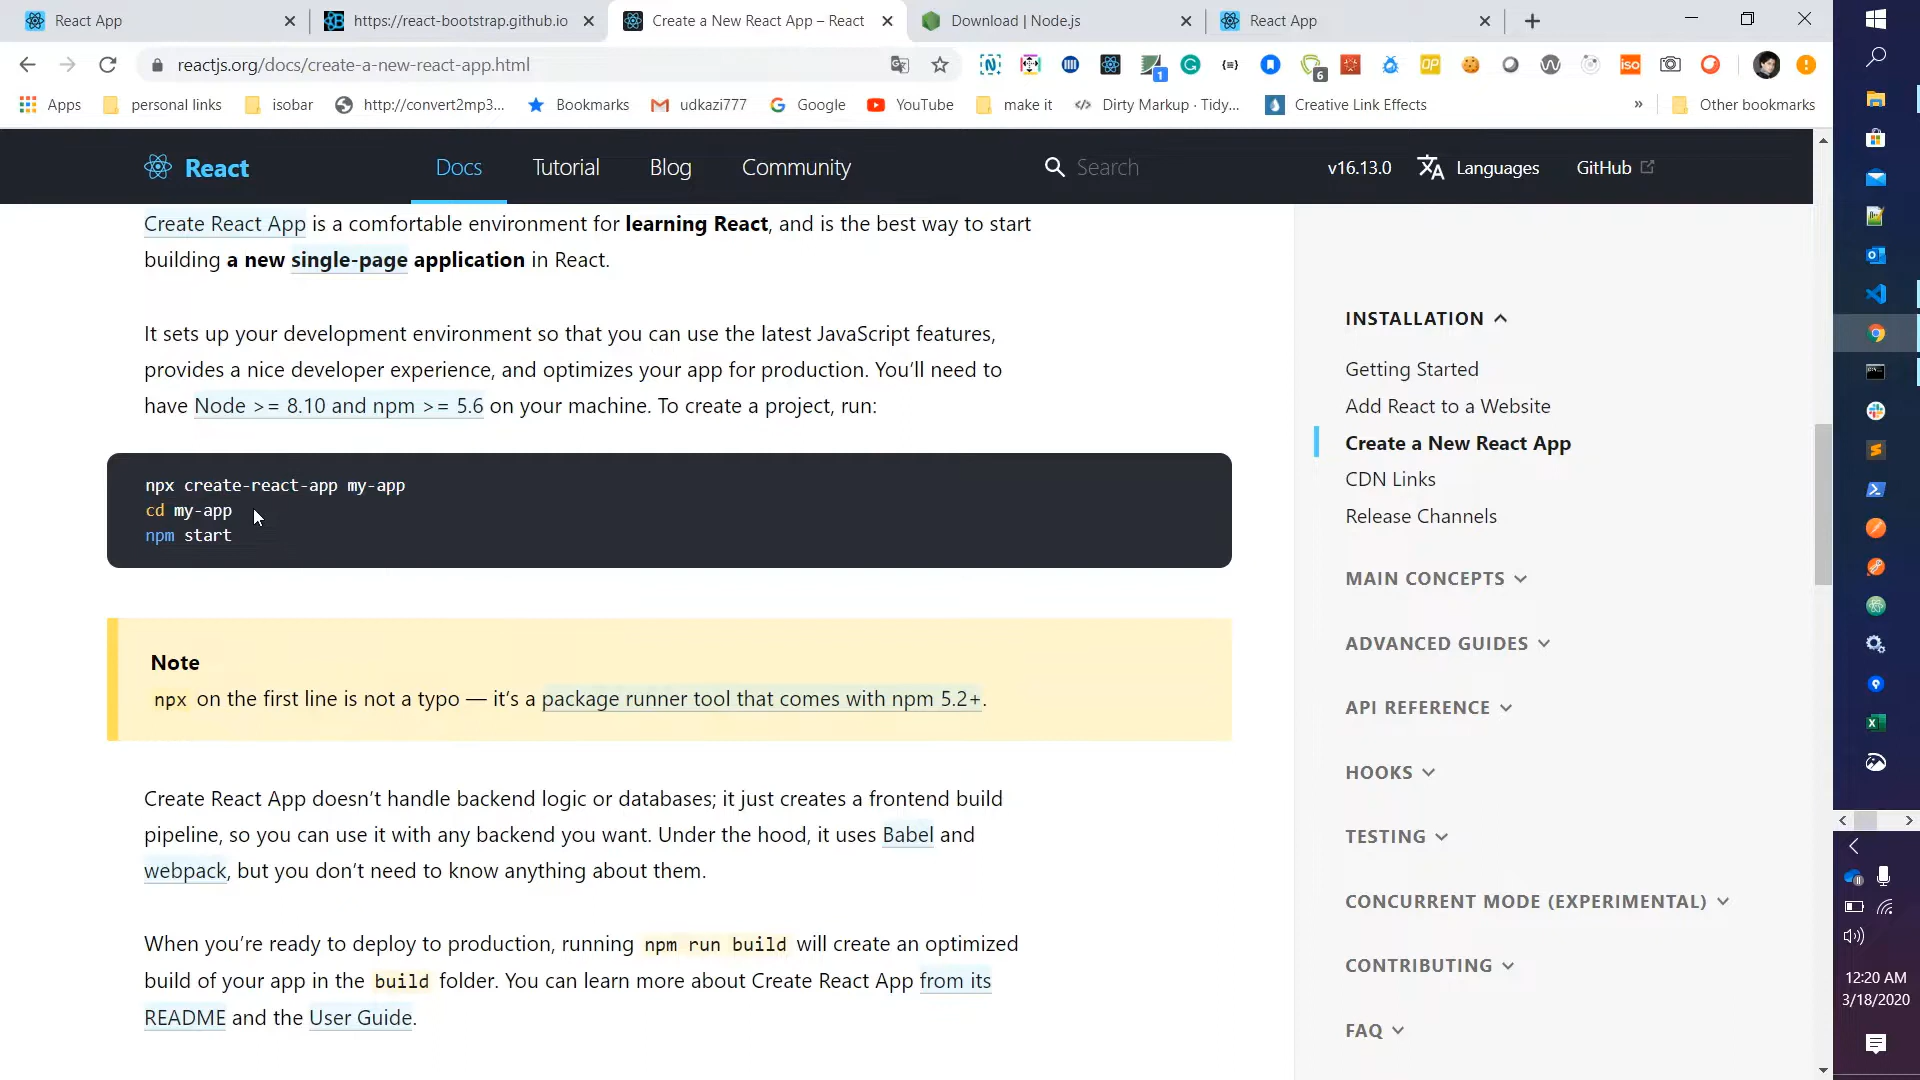 React App
https://react-bootstrap.github.io
Create a New React App – React
Download | Node.js
React App
reactjs.org/docs/create-a-new-react-app.html
Apps
personal links
isobar
http://convert2mp3...
Bookmarks
udkazi777
Google
YouTube
make it
Dirty Markup · Tidy...
Creative Link Effects
»
Other bookmarks
React
Docs
Tutorial
Blog
Community
Search
v16.13.0
Languages
GitHub
Create React App is a comfortable environment for learning React, and is the best way to start
building a new single-page application in React.
It sets up your development environment so that you can use the latest JavaScript features,
provides a nice developer experience, and optimizes your app for production. You’ll need to
have Node >= 8.10 and npm >= 5.6 on your machine. To create a project, run:
npx create-react-app my-app
cd my-app
npm start
Note
npx on the first line is not a typo — it’s a package runner tool that comes with npm 5.2+.
Create React App doesn’t handle backend logic or databases; it just creates a frontend build
pipeline, so you can use it with any backend you want. Under the hood, it uses Babel and
webpack, but you don’t need to know anything about them.
When you’re ready to deploy to production, running npm run build will create an optimized
build of your app in the build folder. You can learn more about Create React App from its
README and the User Guide.
INSTALLATION
Getting Started
Add React to a Website
Create a New React App
CDN Links
Release Channels
MAIN CONCEPTS
ADVANCED GUIDES
API REFERENCE
HOOKS
TESTING
CONCURRENT MODE (EXPERIMENTAL)
CONTRIBUTING
FAQ
12:20 AM
3/18/2020